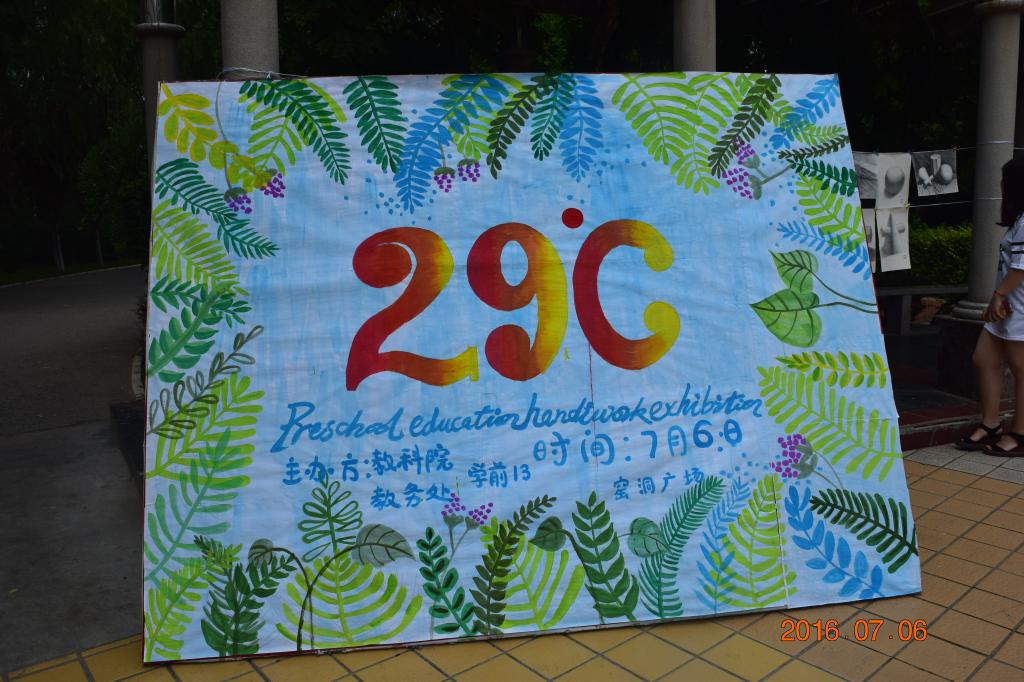 29℃
Preschool education handiwork exhibition
主办方:教科院 学前13 时间:7月6日
教务处 窑洞广场
2016.07.06